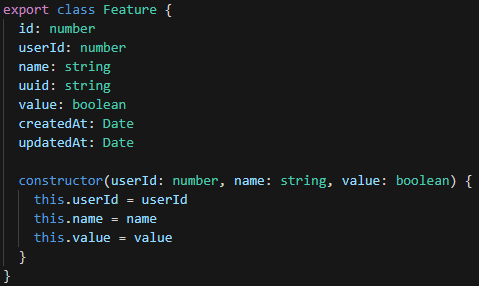 export class Feature {
  id: number
  userId: number
  name: string
  uuid: string
  value: boolean
  createdAt: Date
  updatedAt: Date

  constructor(userId: number, name: string, value: boolean) {
    this.userId = userId
    this.name = name
    this.value = value
  }
}